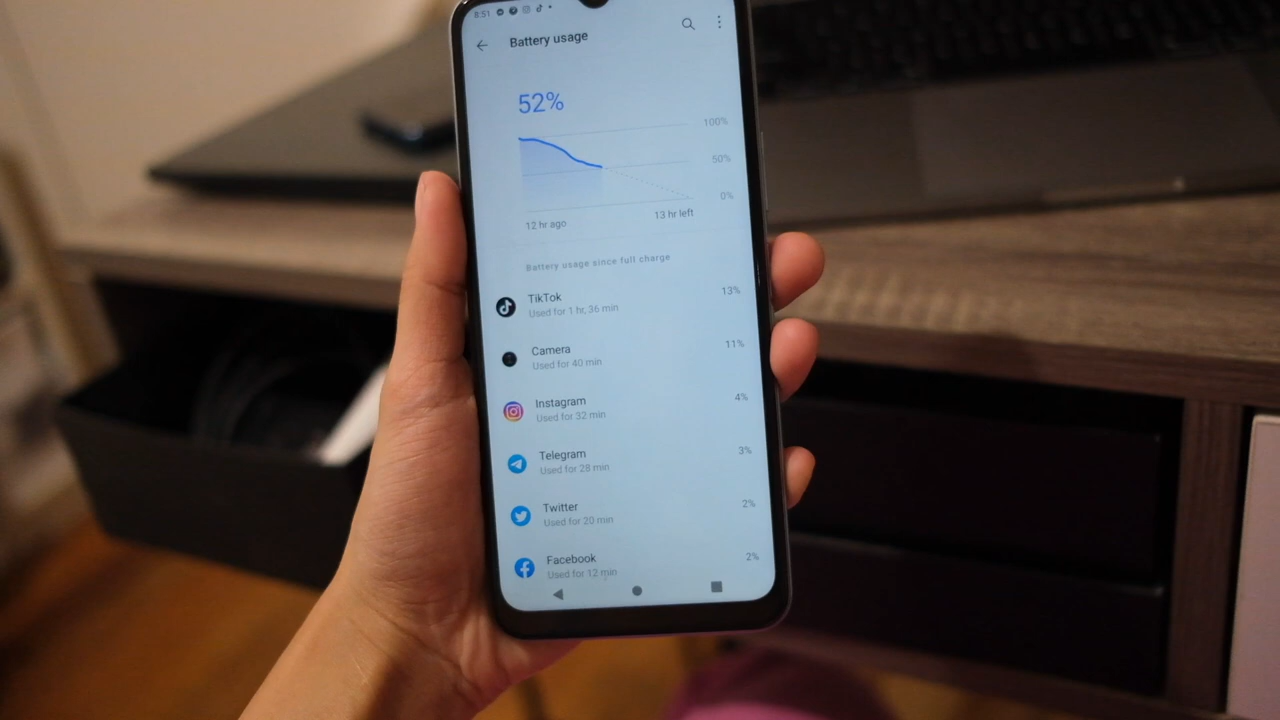 8:51
Battery usage
52%
100%
50%
0%
12 hr ago
13 hr left
Battery usage since full charge
TikTok
13%
Used for 1 hr, 36 min
Camera
11%
Used for 40 min
Instagram
4%
Used for 32 min
Telegram
3%
Used for 28 min
Twitter
2%
Used for 20 min
Facebook
2%
Used for 12 min